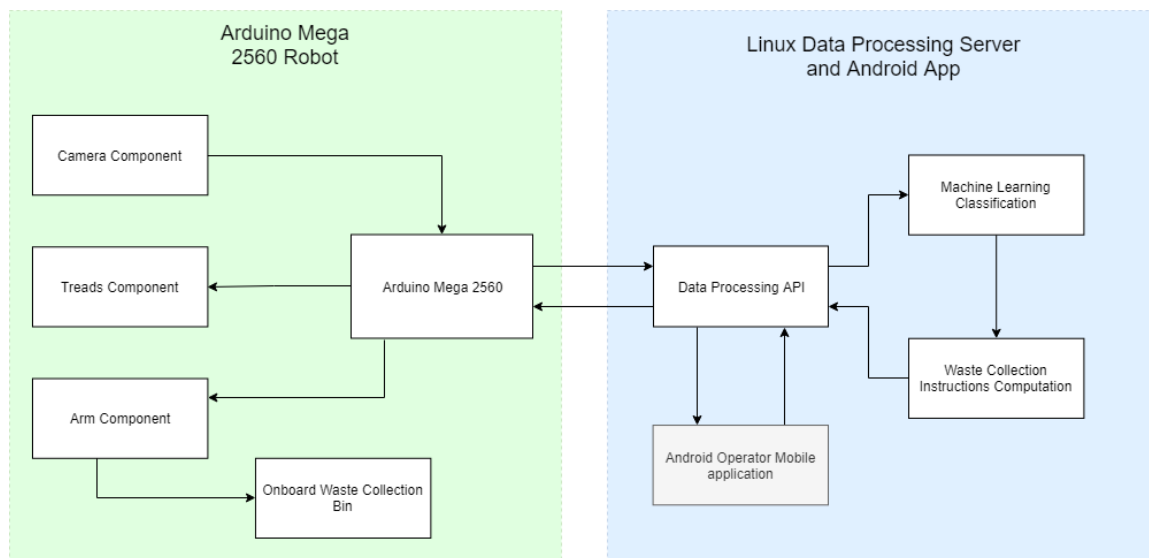 Arduino Mega
2560 Robot
Camera Component
Treads Component
Arduino Mega 2560
Arm Component
Onboard Waste Collection
Bin
Linux Data Processing Server
and Android App
Machine Learning
Classification
Data Processing API
Waste Collection
Instructions Computation
Android Operator Mobile
application